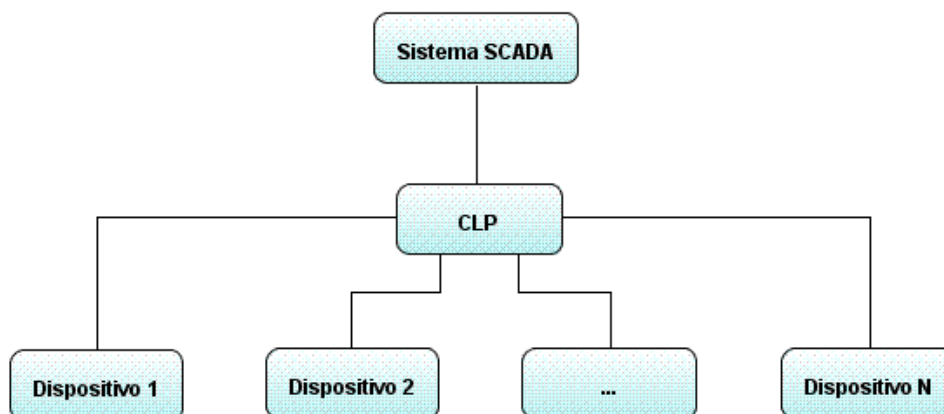 Sistema SCADA
CLP
Dispositivo 1
Dispositivo 2
...
Dispositivo N